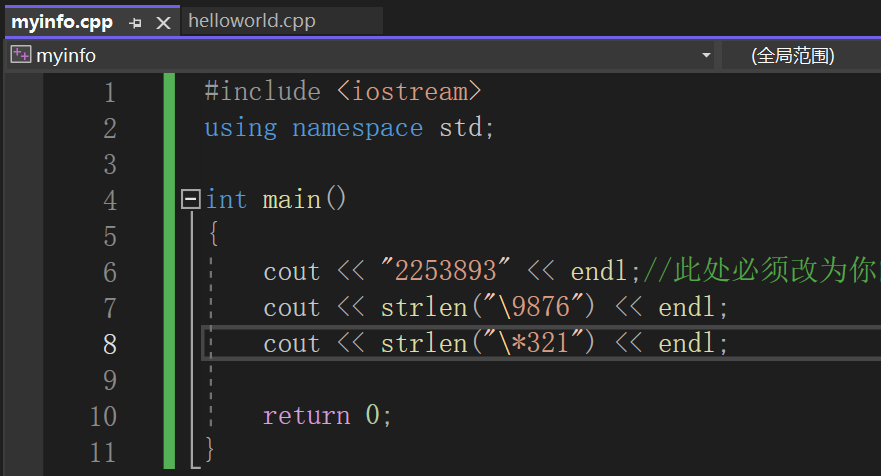 myinfo.cpp helloworld.cpp
myinfo (全局范围)
1 #include <iostream>
2 using namespace std;
3
4 int main()
5 {
6 cout << "2253893" << endl;//此处必须改为你
7 cout << strlen("\9876") << endl;
8 cout << strlen("\*321") << endl;
9
10 return 0;
11 }